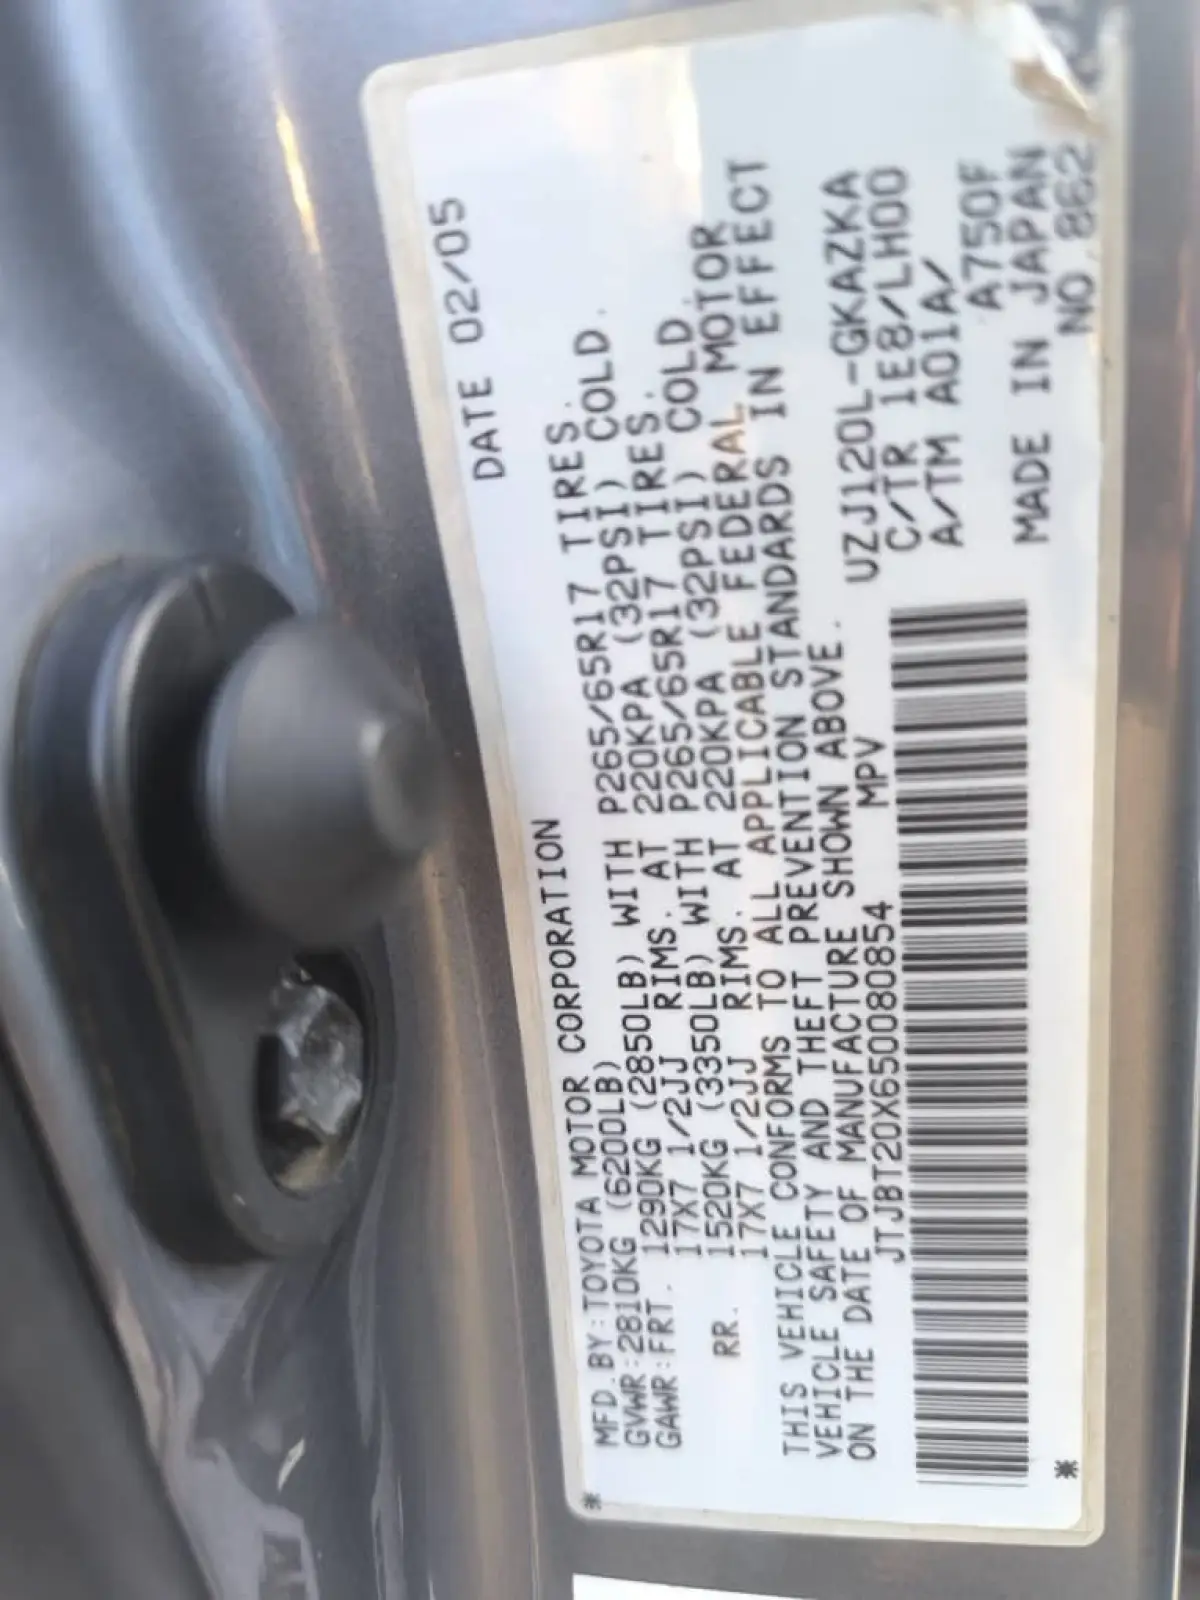 DATE 02/05
MFD.BY:TOYOTA MOTOR CORPORATION
GVWR:2810KG (6200LB)
GAWR:FRT. 1290KG (2850LB) WITH P265/65R17 TIRES.
17X7 1/2JJ RIMS. AT 220KPA (32PSI) COLD.
RR. 1520KG (3350LB) WITH P265/65R17 TIRES.
17X7 1/2JJ RIMS. AT 220KPA (32PSI) COLD.
THIS VEHICLE CONFORMS TO ALL APPLICABLE FEDERAL MOTOR
VEHICLE SAFETY AND THEFT PREVENTION STANDARDS IN EFFECT
ON THE DATE OF MANUFACTURE SHOWN ABOVE.
JTJBT20X650080854 MPV
UZJ120L-GKAZKA
C/TR 1E8/LH00
A/TM A01A/
A750F
MADE IN JAPAN
NO.862